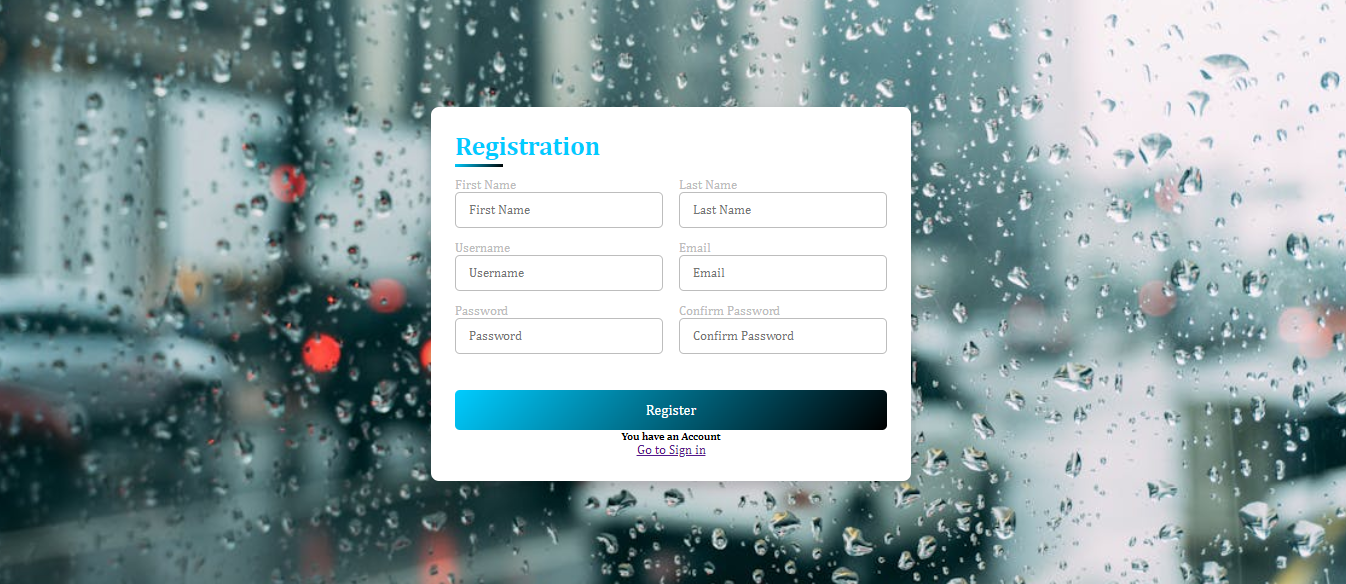 Registration
First Name Last Name
First Name Last Name
Username Email
Username Email
Password Confirm Password
Password Confirm Password
Register
You have an Account
Go to Sign in